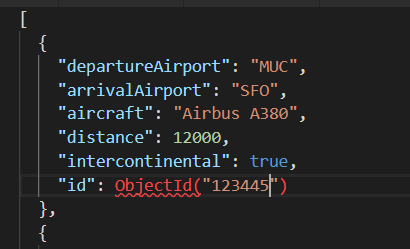 [
{
"departureAirport": "MUC",
"arrivalAirport": "SFO",
"aircraft": "Airbus A380",
"distance": 12000,
"intercontinental": true,
"id": ObjectId("123445")
},
{